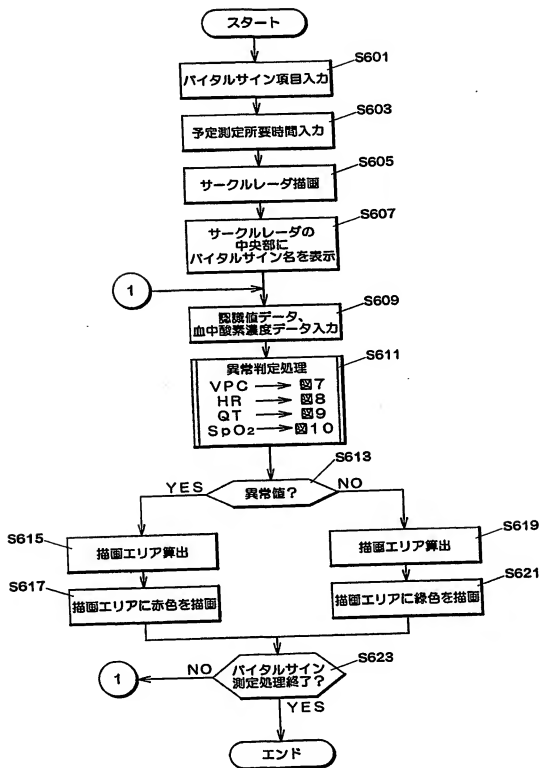 スタート
S601
バイタルサイン項目入力
S603
予定測定所要時間入力
S605
サークルレーダ描画
S607
サークルレーダの
中央部に
バイタルサイン名を表示
1
S609
認識値データ、
血中酸素濃度データ入力
S611
異常判定処理
VPC → 図7
HR → 図8
QT → 図9
SpO₂ → 図10
S613
YES 異常値? NO
S615
描画エリア算出
S619
描画エリア算出
S617
描画エリアに赤色を描画
S621
描画エリアに緑色を描画
S623
1 NO バイタルサイン
測定処理終了?
YES
エンド